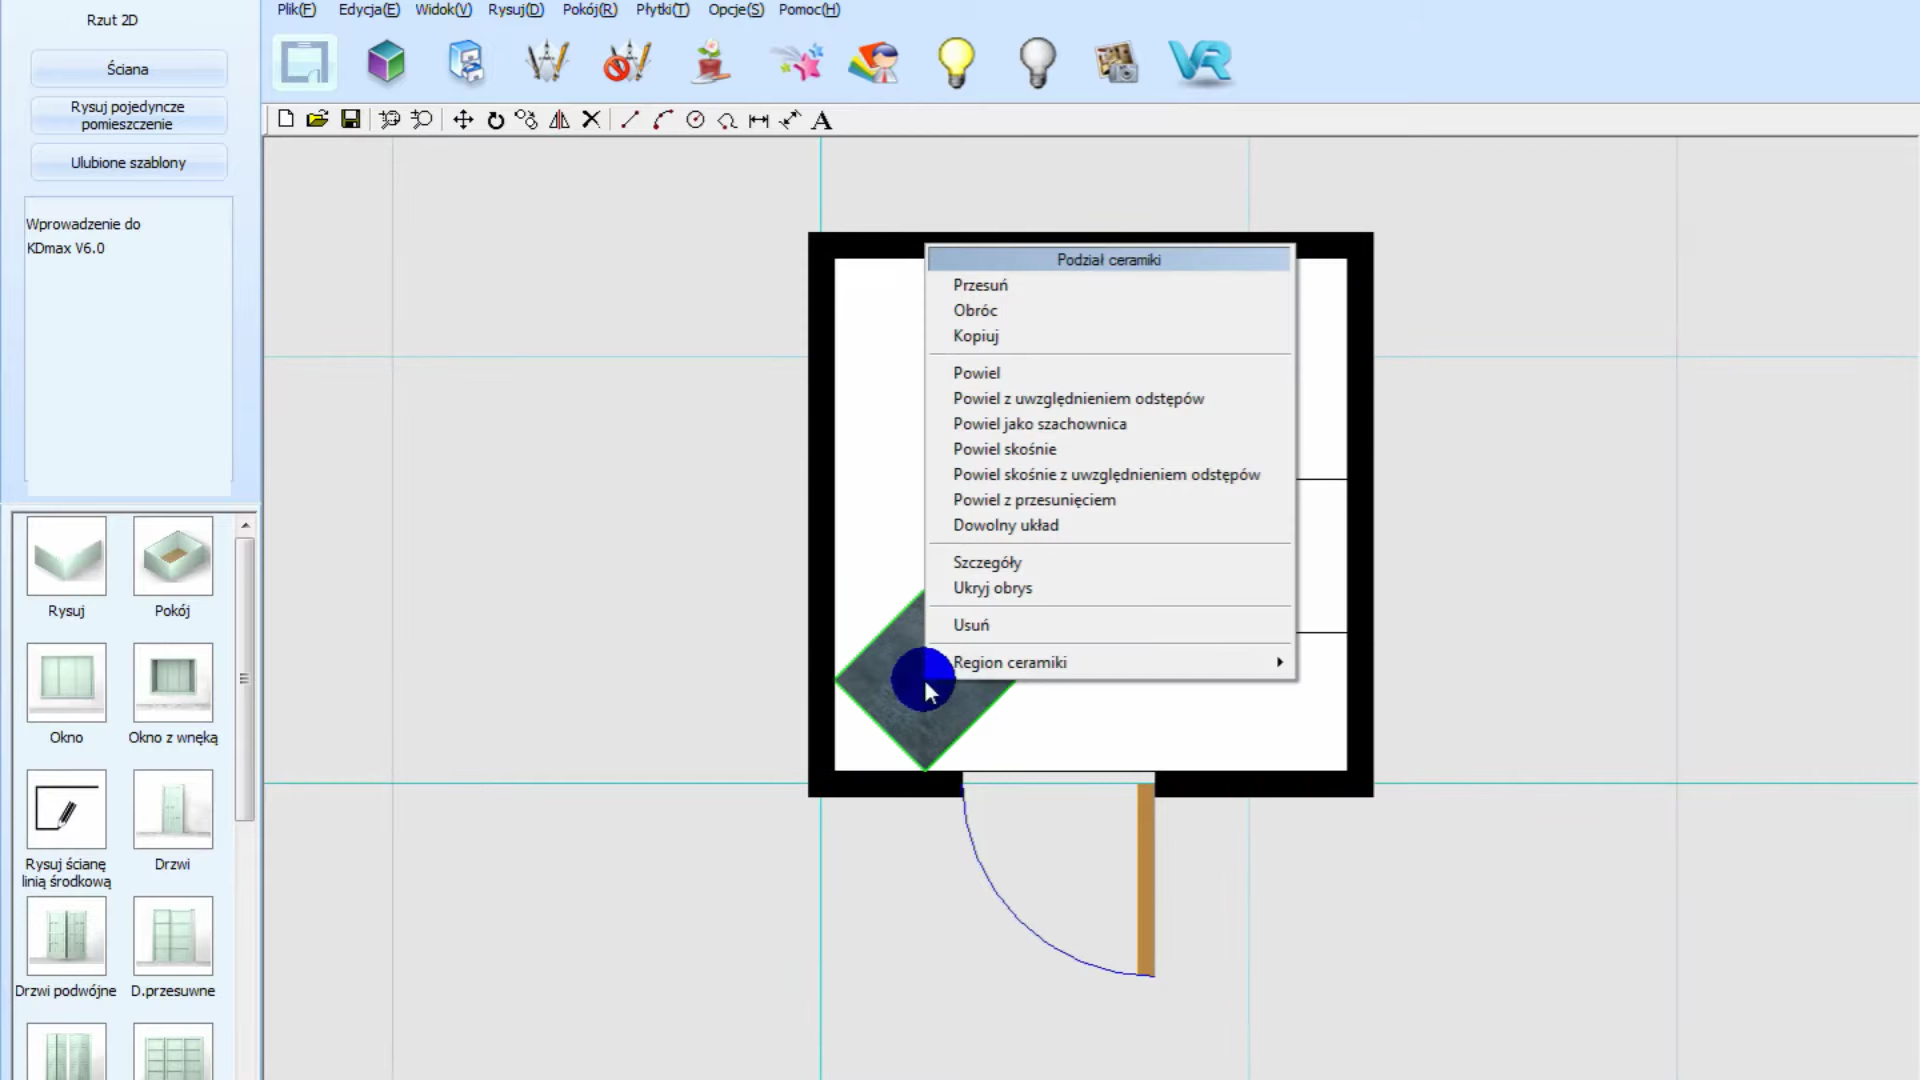 Rzut 2D
Ściana
Rysuj pojedyncze
pomieszczenie
Ulubione szablony
Wprowadzenie do
KDmax V6.0
Rysuj
Pokój
Okno
Okno z wnęką
Rysuj ścianę
linią środkową
Drzwi
Drzwi podwójne
D.przesuwne
Plik(F) Edycja(E) Widok(V) Rysuj(D) Pokój(R) Płytki(T) Opcje(S) Pomoc(H)
VR
A
Podział ceramiki
Przesuń
Obróc
Kopiuj
Powiel
Powiel z uwzględnieniem odstępów
Powiel jako szachownica
Powiel skośnie
Powiel skośnie z uwzględnieniem odstępów
Powiel z przesunięciem
Dowolny układ
Szczegóły
Ukryj obrys
Usuń
Region ceramiki